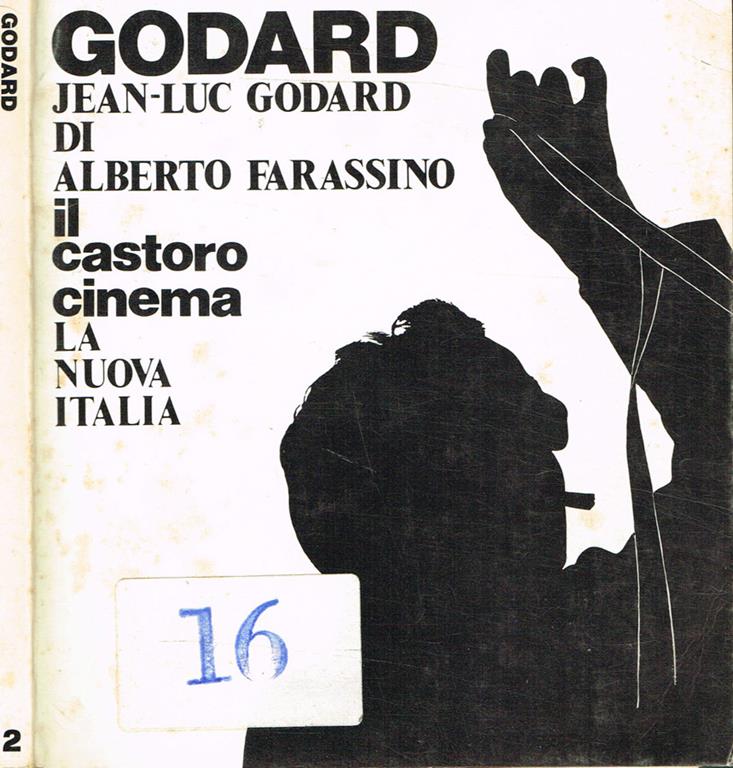 GODARD
2
GODARD
JEAN-LUC GODARD
DI
ALBERTO FARASSINO
il
castoro
cinema
LA
NUOVA
ITALIA
16